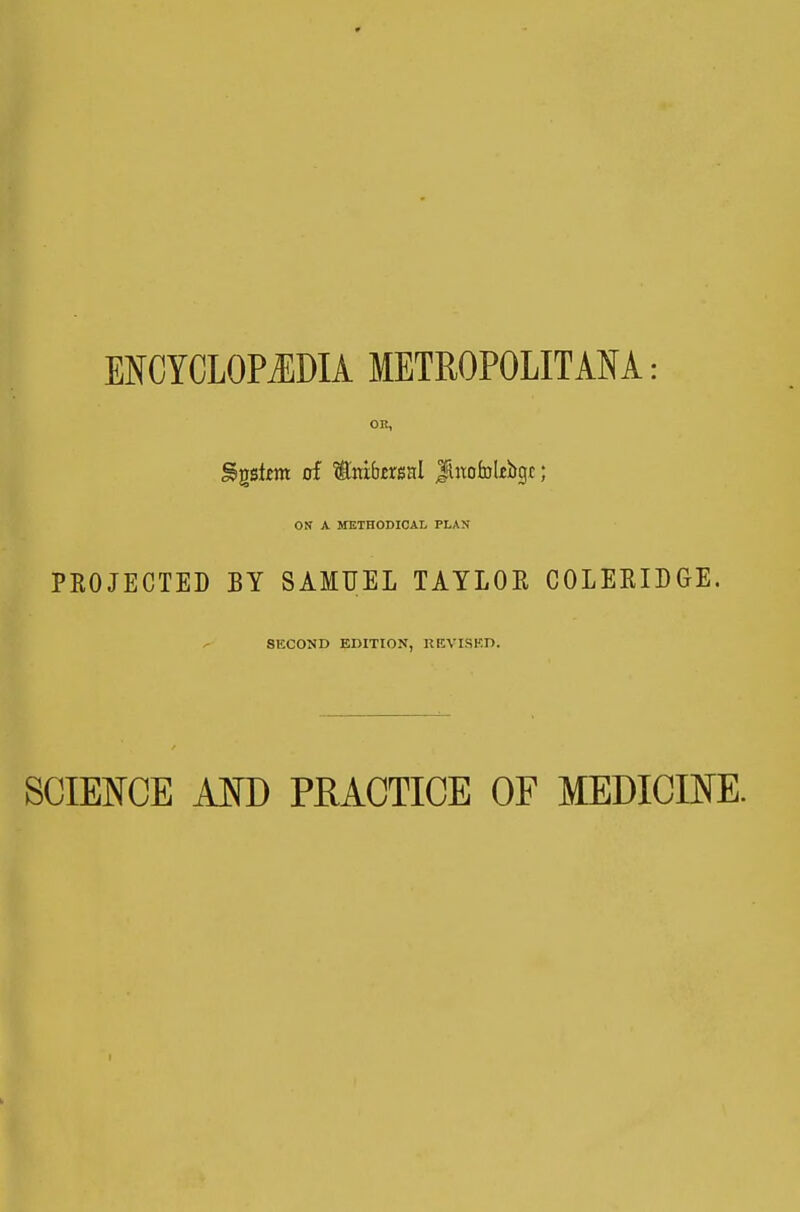 ENCYCLOPÆDIA METROPOLITANA:
OR,
System of Universal Knowledge;
ON A METHODICAL PLAN
PROJECTED BY SAMUEL TAYLOR COLERIDGE.
SECOND EDITION, REVISED.
SCIENCE AND PRACTICE OF MEDICINE.